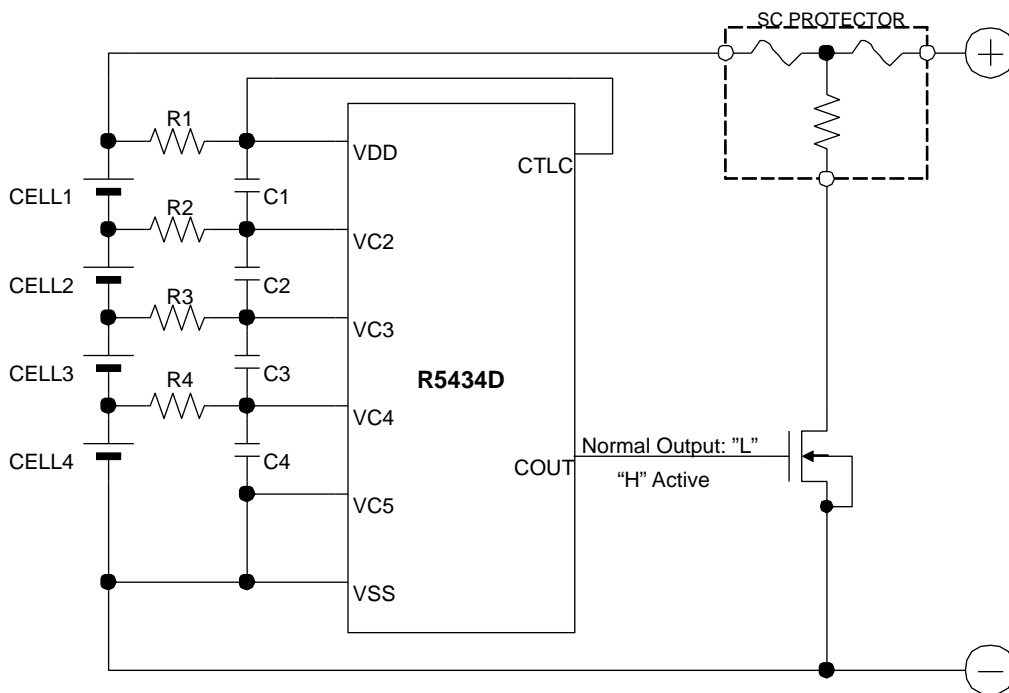 SC PROTECTOR
+
R1
VDD
CTLC
CELL1
C1
R2
VC2
CELL2
C2
R3
VC3
CELL3
C3
R5434D
R4
VC4
CELL4
C4
Normal Output: ”L”
COUT
“H” Active
VC5
VSS
−